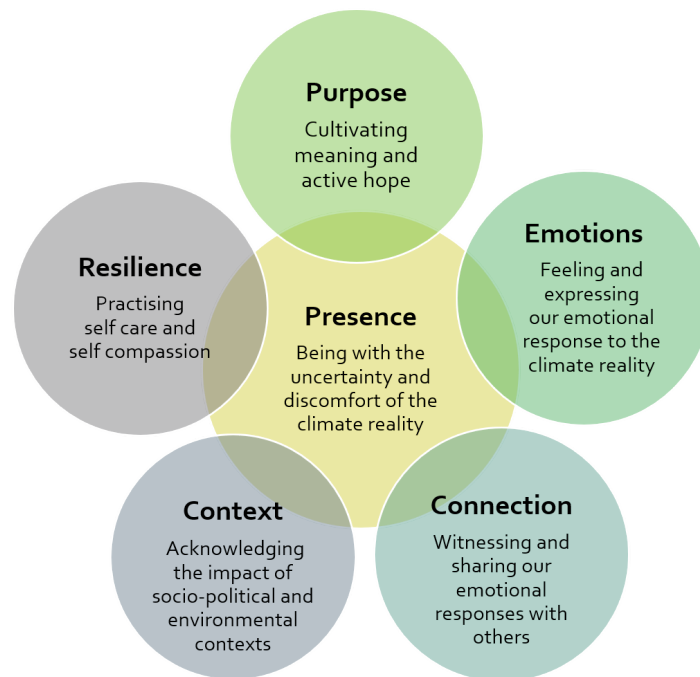 Purpose
Cultivating
meaning and
active hope
Emotions
Feeling and
expressing
our emotional
response to the
climate reality
Resilience
Practising
self care and
self compassion
Presence
Being with the
uncertainty and
discomfort of the
climate reality
Context
Acknowledging
the impact of
socio-political and
environmental
contexts
Connection
Witnessing and
sharing our
emotional
responses with
others